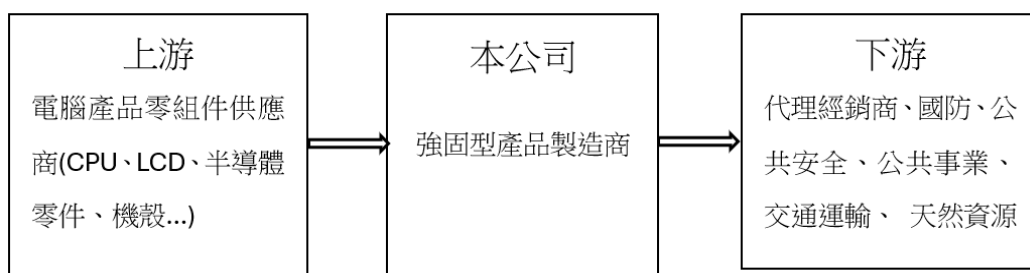 上游
電腦產品零組件供應
商(CPU、LCD、半導體
零件、機殼...)
本公司
強固型產品製造商
下游
代理經銷商、國防、公
共安全、公共事業、
交通運輸、 天然資源